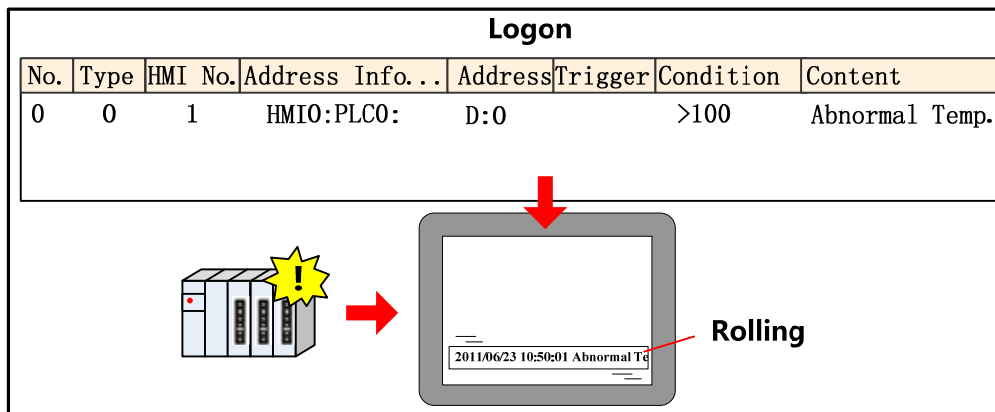 Logon
No. Type HMI No. Address Info... Address Trigger Condition Content
0 0 1 HMI0:PLC0: D:0 >100 Abnormal Temp.
!
Rolling
2011/06/23 10:50:01 Abnormal Te